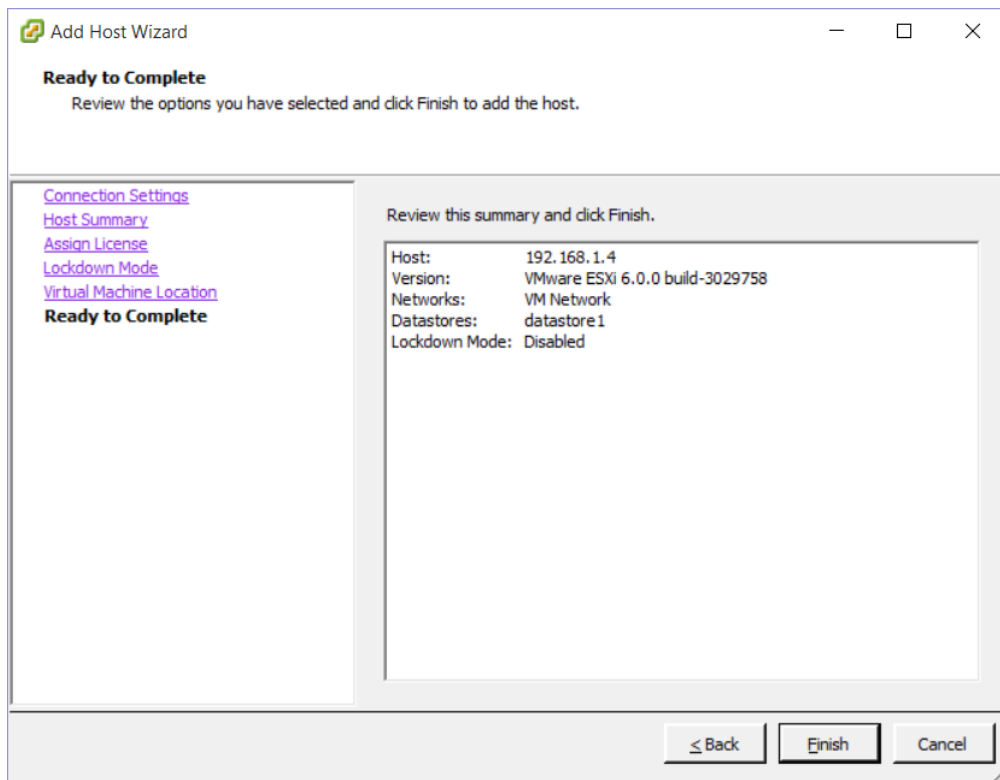 Add Host Wizard
Ready to Complete
Review the options you have selected and click Finish to add the host.
Connection Settings
Host Summary
Assign License
Lockdown Mode
Virtual Machine Location
Ready to Complete
Review this summary and click Finish.
Host: 192.168.1.4
Version: VMware ESXi 6.0.0 build-3029758
Networks: VM Network
Datastores: datastore1
Lockdown Mode: Disabled
< Back Finish Cancel